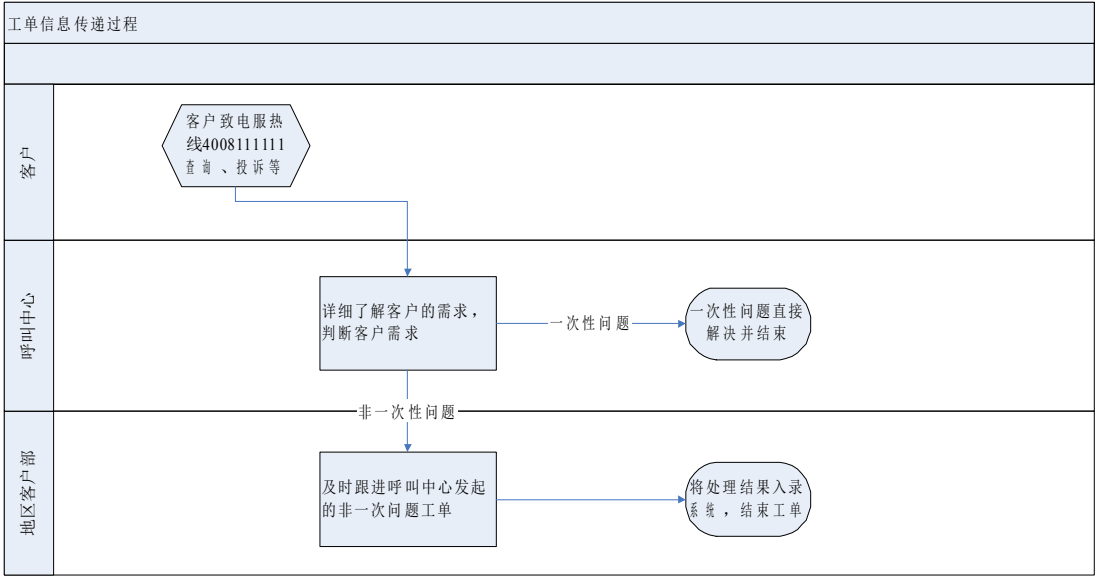 工单信息传递过程
客户
客户致电服热
线4008111111
查询、投诉等
呼叫中心
详细了解客户的需求，
判断客户需求
一次性问题
一次性问题直接
解决并结束
非一次性问题
地区客户部
及时跟进呼叫中心发起
的非一次问题工单
将处理结果入录
系统，结束工单